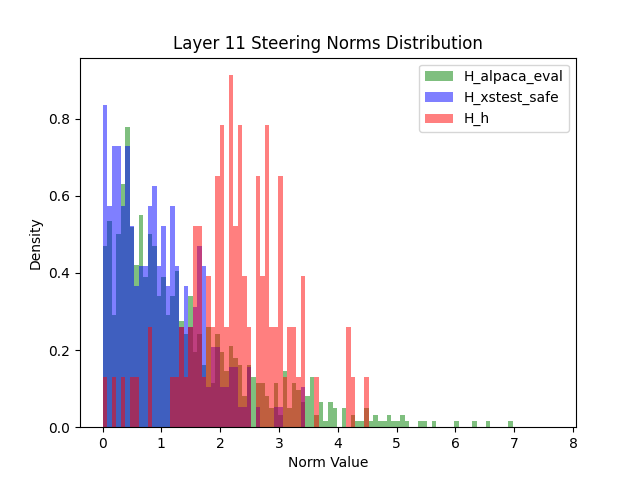 Layer 11 Steering Norms Distribution
H_alpaca_eval
H_xstest_safe
H_h
Density
0.8
0.6
0.4
0.2
0.0
0 1 2 3 4 5 6 7 8
Norm Value